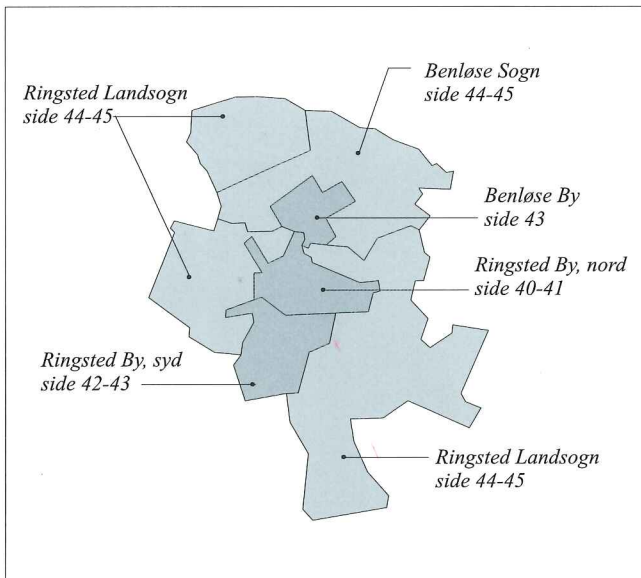 Ringsted Landsogn
side 44-45
Benløse Sogn
side 44-45
Benløse By
side 43
Ringsted By, nord
side 40-41
Ringsted By, syd
side 42-43
Ringsted Landsogn
side 44-45